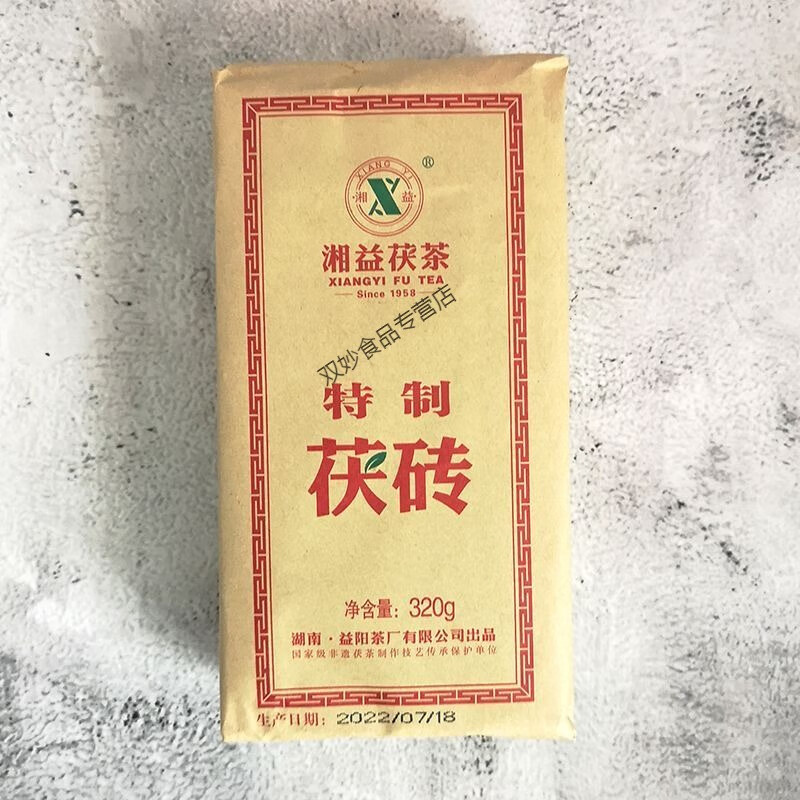 XIANG YI
®
湘 益
湘益茯茶
XIANGYI FU TEA
Since 1958
双妙食品专营店
特制
茯砖
净含量：320g
湖南·益阳茶厂有限公司出品
国家级非遗茯茶制作技艺传承保护单位
生产日期：2022/07/18